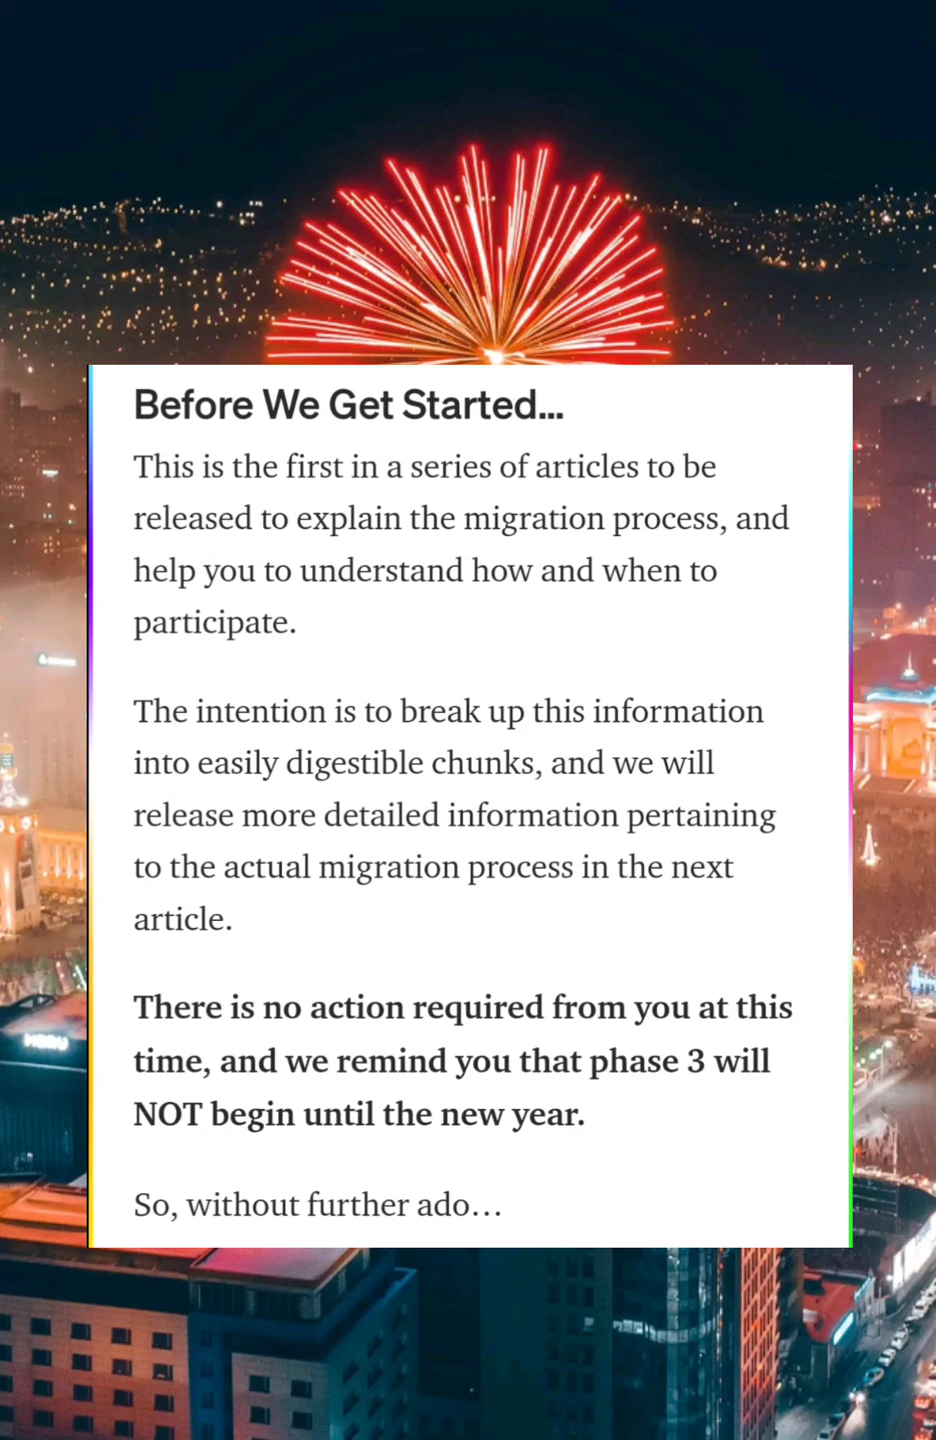 Before We Get Started...
This is the first in a series of articles to be
released to explain the migration process, and
help you to understand how and when to
participate.
The intention is to break up this information
into easily digestible chunks, and we will
release more detailed information pertaining
to the actual migration process in the next
article.
There is no action required from you at this
time, and we remind you that phase 3 will
NOT begin until the new year.
So, without further ado…